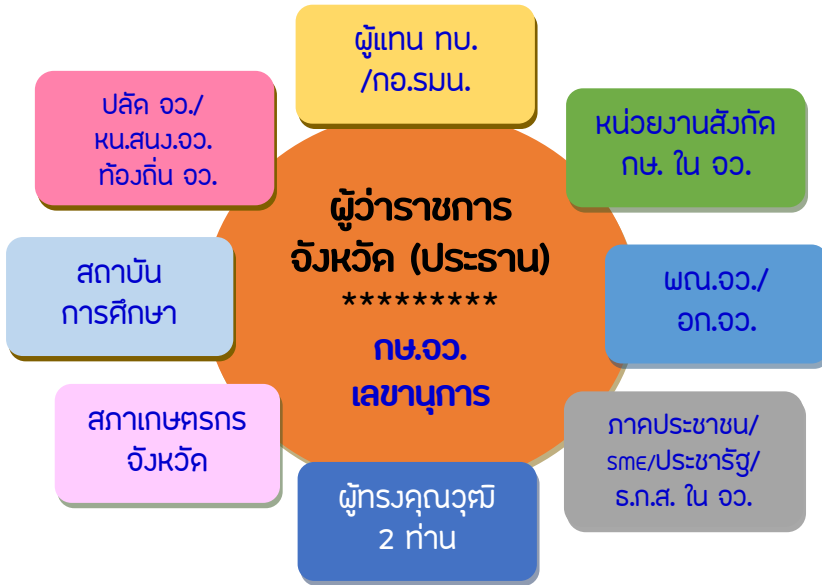 ผู้แทน ทบ.
/กอ.รมน.
ปลัด จว./
หน.สนง.จว.
ท้องถิ่น จว.
หน่วยงานสังกัด
กษ. ใน จว.
ผู้ว่าราชการ
จังหวัด (ประธาน)
*********
กษ.จว.
เลขานุการ
สถาบัน
การศึกษา
พณ.จว./
อก.จว.
สภาเกษตรกร
จังหวัด
ภาคประชาชน/
SME/ประชารัฐ/
ธ.ก.ส. ใน จว.
ผู้ทรงคุณวุฒิ
2 ท่าน